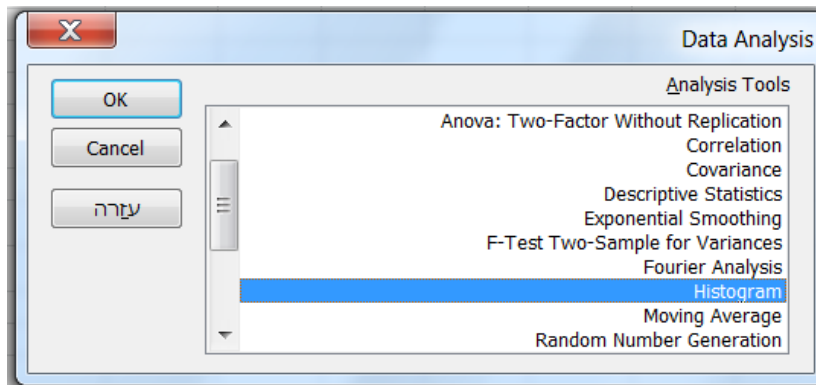 Data Analysis
Analysis Tools
Anova: Two-Factor Without Replication
Correlation
Covariance
Descriptive Statistics
Exponential Smoothing
F-Test Two-Sample for Variances
Fourier Analysis
Histogram
Moving Average
Random Number Generation
OK
Cancel
עזרה